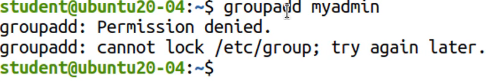 student@ubuntu20-04:~$ groupadd myadmin
groupadd: Permission denied.
groupadd: cannot lock /etc/group; try again later.
student@ubuntu20-04:~$